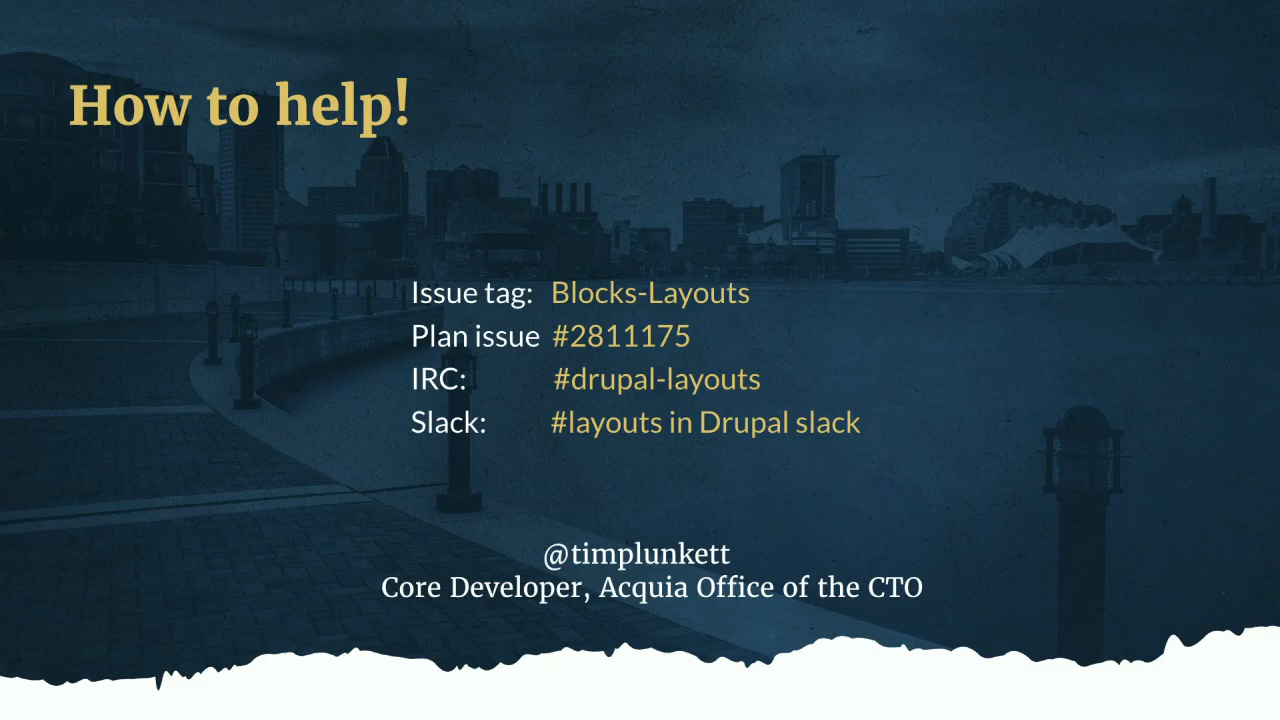 How to help!
Issue tag: Blocks-Layouts
Plan issue #2811175
IRC: #drupal-layouts
Slack: #layouts in Drupal slack
@timplunkett
Core Developer, Acquia Office of the CTO